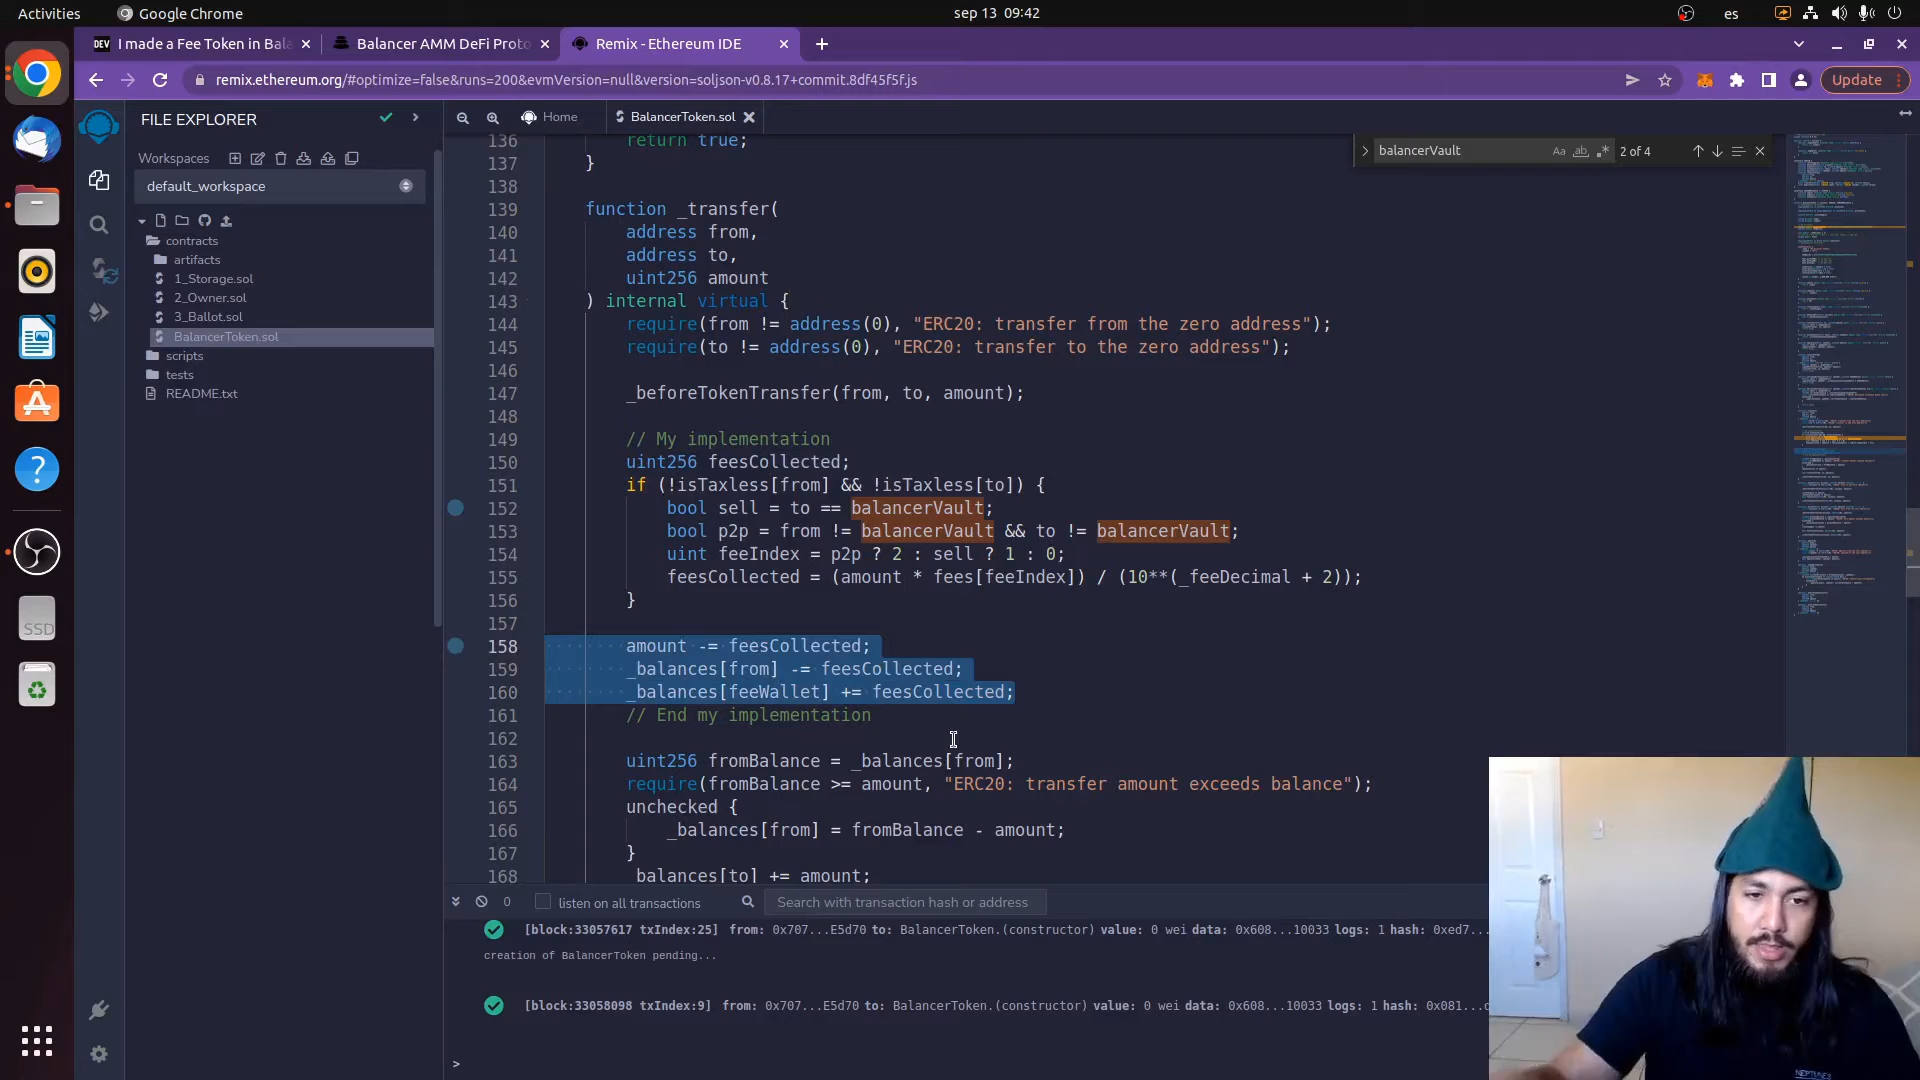 Activities
Google Chrome
sep 13 09:42
es
DEV I made a Fee Token in Bala
Balancer AMM DeFi Proto
Remix - Ethereum IDE
remix.ethereum.org/#optimize=false&runs=200&evmVersion=null&version=soljson-v0.8.17+commit.8df45f5f.js
Update
FILE EXPLORER
Workspaces
default_workspace
contracts
artifacts
1_Storage.sol
2_Owner.sol
3_Ballot.sol
BalancerToken.sol
scripts
tests
README.txt
Home
BalancerToken.sol
balancerVault
Aa
ab
2 of 4
136 return true;
137 }
138
139 function _transfer(
140 address from,
141 address to,
142 uint256 amount
143 ) internal virtual {
144 require(from != address(0), "ERC20: transfer from the zero address");
145 require(to != address(0), "ERC20: transfer to the zero address");
146
147 _beforeTokenTransfer(from, to, amount);
148
149 // My implementation
150 uint256 feesCollected;
151 if (!isTaxless[from] && !isTaxless[to]) {
152 bool sell = to == balancerVault;
153 bool p2p = from != balancerVault && to != balancerVault;
154 uint feeIndex = p2p ? 2 : sell ? 1 : 0;
155 feesCollected = (amount * fees[feeIndex]) / (10**(_feeDecimal + 2));
156 }
157
158 amount -= feesCollected;
159 _balances[from] -= feesCollected;
160 _balances[feeWallet] += feesCollected;
161 // End my implementation
162
163 uint256 fromBalance = _balances[from];
164 require(fromBalance >= amount, "ERC20: transfer amount exceeds balance");
165 unchecked {
166 _balances[from] = fromBalance - amount;
167 }
168 _balances[to] += amount;
0
listen on all transactions
Search with transaction hash or address
[block:33057617 txIndex:25] from: 0x707...E5d70 to: BalancerToken.(constructor) value: 0 wei data: 0x608...10033 logs: 1 hash: 0xed7...
creation of BalancerToken pending...
[block:33058098 txIndex:9] from: 0x707...E5d70 to: BalancerToken.(constructor) value: 0 wei data: 0x608...10033 logs: 1 hash: 0x081...
>
SSD